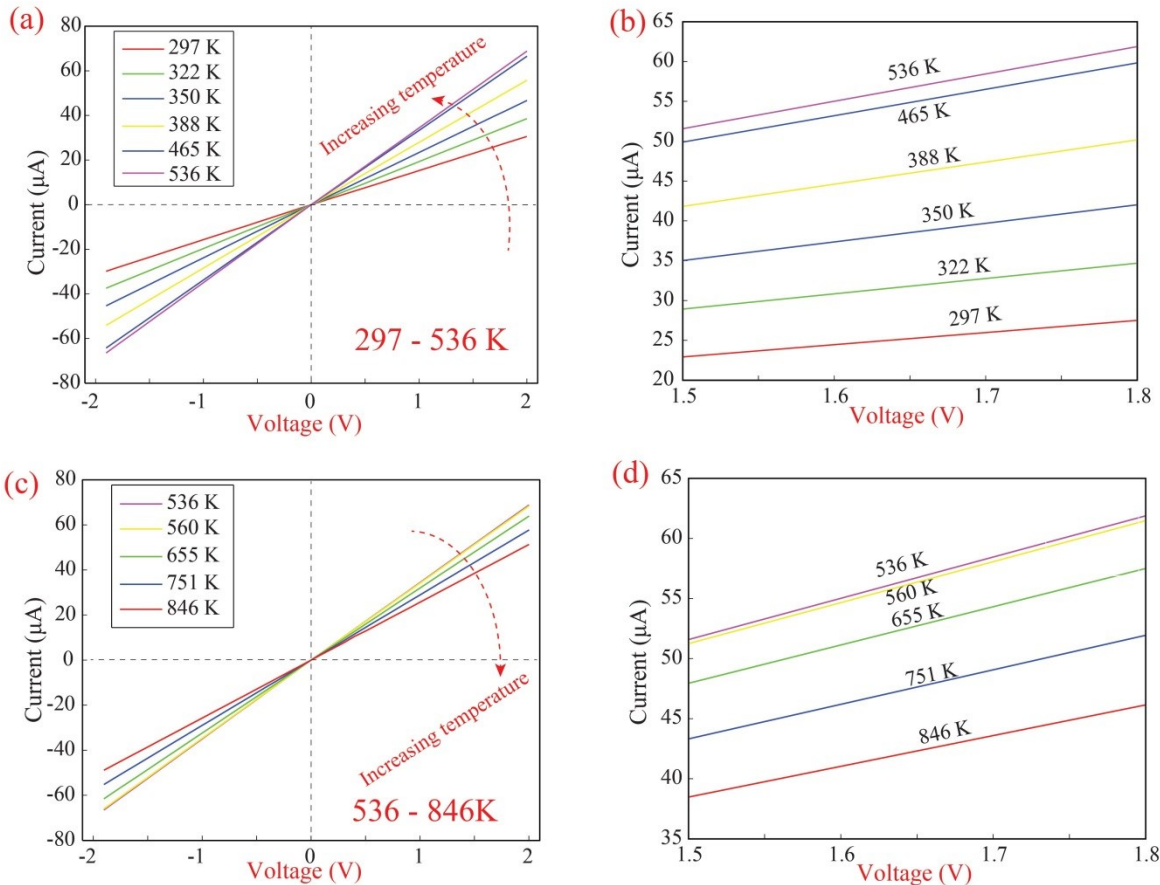 (a)
80
60
40
20
0
-20
-40
-60
-80
-2
-1
0
1
2
Current (µA)
Voltage (V)
297 K
322 K
350 K
388 K
465 K
536 K
Increasing temperature
297 - 536 K
(b)
65
60
55
50
45
40
35
30
25
20
1.5
1.6
1.7
1.8
Current (µA)
Voltage (V)
536 K
465 K
388 K
350 K
322 K
297 K
(c)
80
60
40
20
0
-20
-40
-60
-80
-2
-1
0
1
2
Current (µA)
Voltage (V)
536 K
560 K
655 K
751 K
846 K
Increasing temperature
536 - 846K
(d)
65
60
55
50
45
40
35
1.5
1.6
1.7
1.8
Current (µA)
Voltage (V)
536 K
560 K
655 K
751 K
846 K